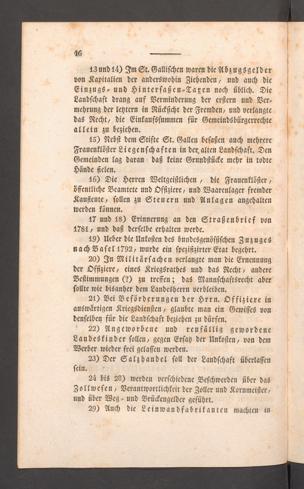 46
13 und 14) Im St. Gallischen waren die Abzugsgelder
von Kapitalien der anderswohin Ziehenden, und auch die
Einzugs- und Hintersaßen-Taxen noch üblich. Die
Landschaft drang auf Verminderung der erstern und Ver-
mehrung der letztern in Rücksicht der Fremden, und verlangte
das Recht, die Einkaufsummen für Gemeindsbürgerrechte
allein zu beziehen.
15) Nebst dem Stifte St. Gallen besaßen auch mehrere
Frauenklöster Liegenschaften in der alten Landschaft. Den
Gemeinden lag daran daß keine Grundstücke mehr in todte
Hände fielen.
16) Die Herren Weltgeistlichen, die Frauenklöster,
öffentliche Beamtete und Offiziere, und Waarenlager fremder
Kaufleute, sollen zu Steuern und Anlagen angehalten
werden können.
17 und 18) Erinnerung an den Straßenbrief von
1781, und daß derselbe erhalten werde.
19) Ueber die Unkosten des bundsgenößischen Zuzuges
nach Basel 1792, wurde ein spezifizirter Etat begehrt.
20) In Militärsachen verlangte man die Ernennung
der Offiziere, eines Kriegsrathes und das Recht, andere
Bestimmungen (?) zu treffen; das Mannschaftsrecht aber
sollte wie bisanher dem Landsherrn verbleiben.
21) Bei Beförderungen der Hrrn. Offiziere in
auswärtigen Kriegsdiensten, glaubte man ein Gewisses von
denselben für die Landschaft beziehen zu dürfen.
22) Angeworbene und reufällig gewordene
Landeskinder sollen, gegen Ersatz der Unkosten, von dem
Werber wieder frei gelassen werden.
23) Der Salzhandel soll der Landschaft überlassen
sein.
24 bis 28) werden verschiedene Beschwerden über das
Zollwesen, Verantwortlichkeit der Zoller und Kornmeister,
und über Weg- und Brückengelder geführt.
29) Auch die Leinwandfabrikanten machten in